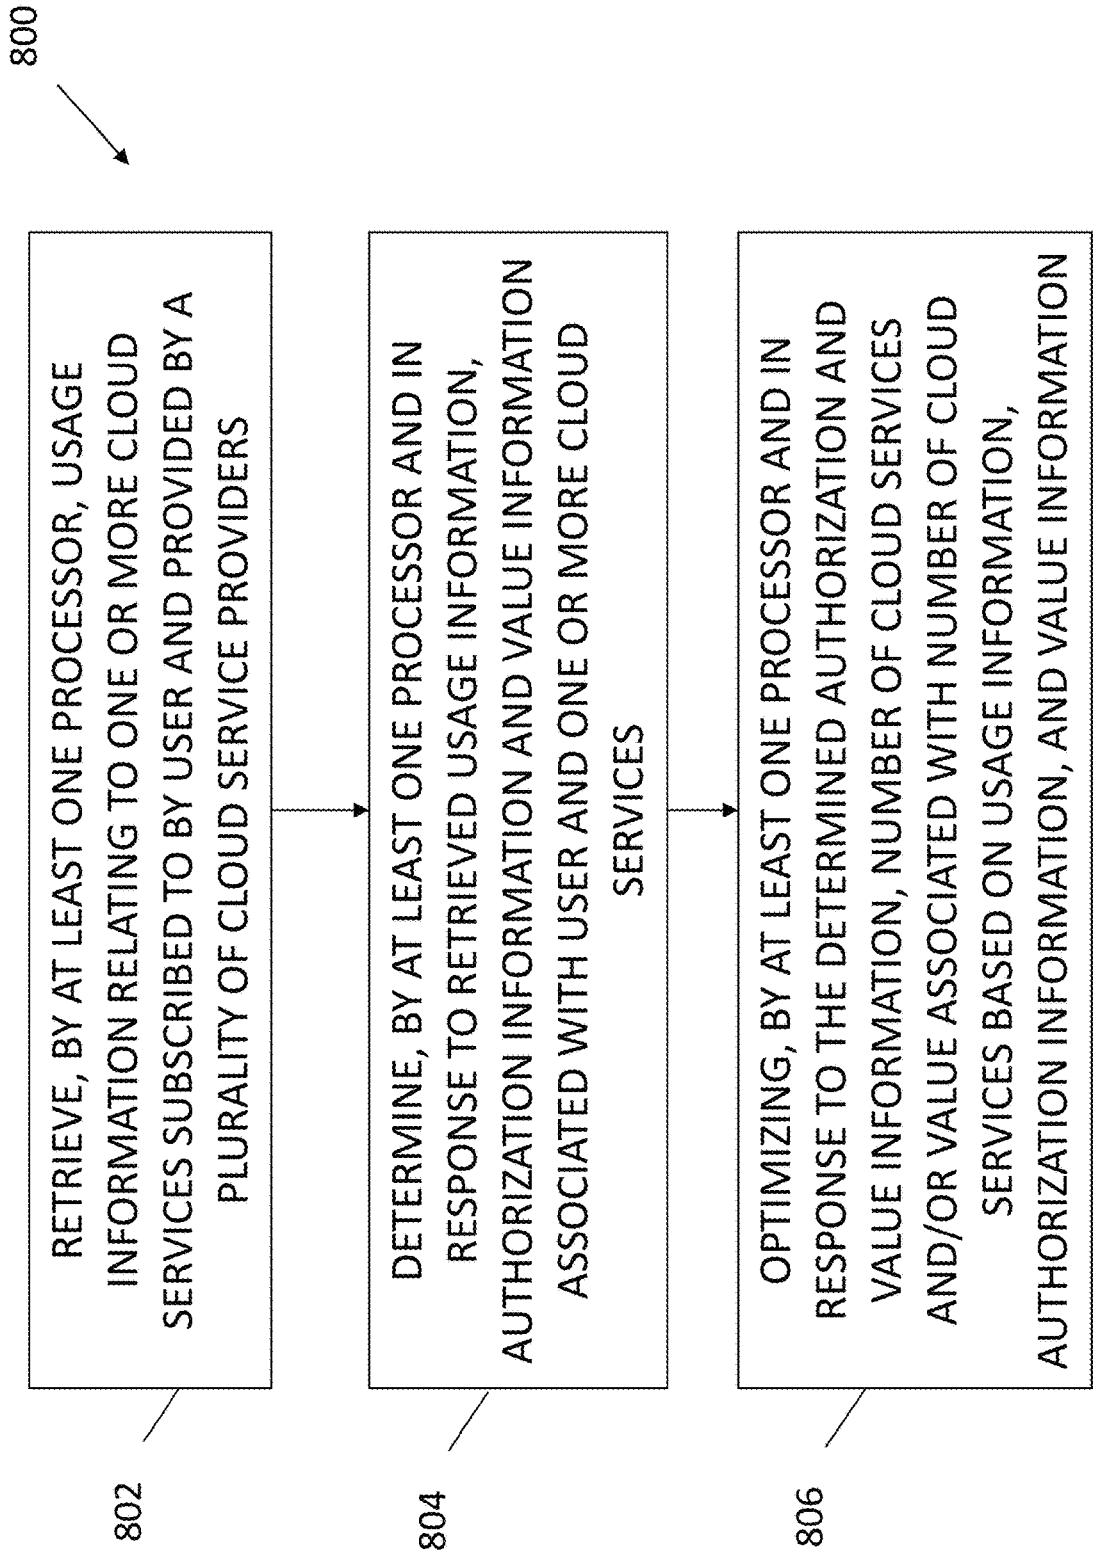 800
802
RETRIEVE, BY AT LEAST ONE PROCESSOR, USAGE
INFORMATION RELATING TO ONE OR MORE CLOUD
SERVICES SUBSCRIBED TO BY USER AND PROVIDED BY A
PLURALITY OF CLOUD SERVICE PROVIDERS
804
DETERMINE, BY AT LEAST ONE PROCESSOR AND IN
RESPONSE TO RETRIEVED USAGE INFORMATION,
AUTHORIZATION INFORMATION AND VALUE INFORMATION
ASSOCIATED WITH USER AND ONE OR MORE CLOUD
SERVICES
806
OPTIMIZING, BY AT LEAST ONE PROCESSOR AND IN
RESPONSE TO THE DETERMINED AUTHORIZATION AND
VALUE INFORMATION, NUMBER OF CLOUD SERVICES
AND/OR VALUE ASSOCIATED WITH NUMBER OF CLOUD
SERVICES BASED ON USAGE INFORMATION,
AUTHORIZATION INFORMATION, AND VALUE INFORMATION